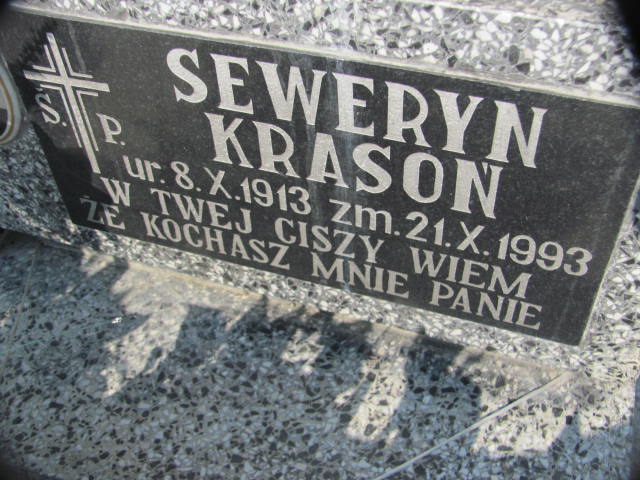 Ś. P.
SEWERYN
KRASOŃ
ur. 8.X.1913 zm. 21.X.1993
W TWEJ CISZY WIEM
ŻE KOCHASZ MNIE PANIE